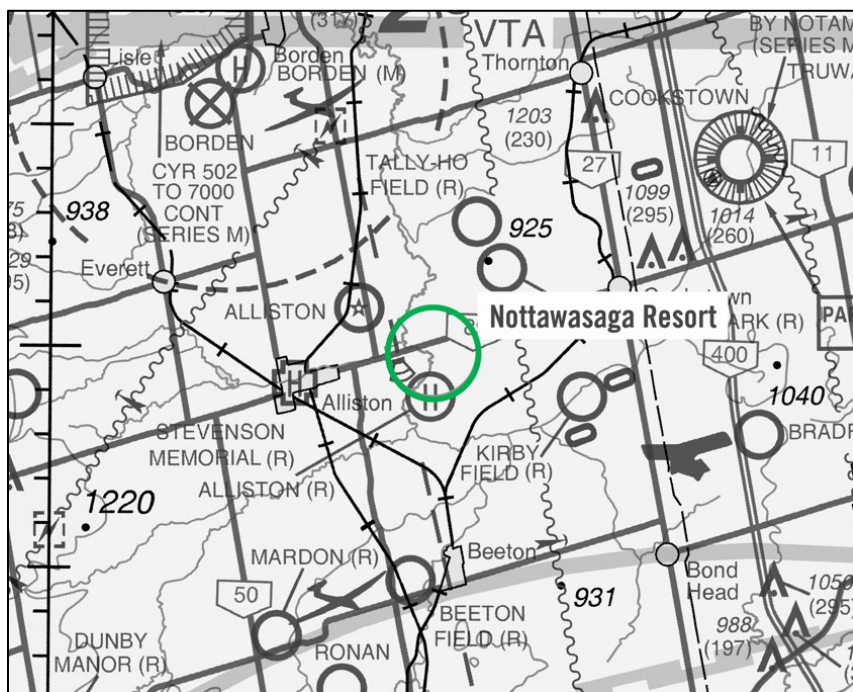 (317)
VTA
BY NOTAM
(SERIES M
TRUWA
Lisle
H
Borden
BORDEN (M)
Thornton
COOKSTOWN
1203
(230)
BORDEN
CYR 502
TO 7000
CONT
(SERIES M)
TALLY-HO
FIELD (R)
27
11
1099
(295)
1014
(260)
938
925
Everett
ALLISTON
Nottawasaga Resort
PARK (R)
PAR
400
H
Alliston
H
1040
STEVENSON
MEMORIAL (R)
KIRBY
FIELD (R)
BRADF
ALLISTON (R)
1220
MARDON (R)
Beeton
50
Bond
Head
931
BEETON
FIELD (R)
1050
(295)
988
(197)
DUNBY
MANOR (R)
RONAN